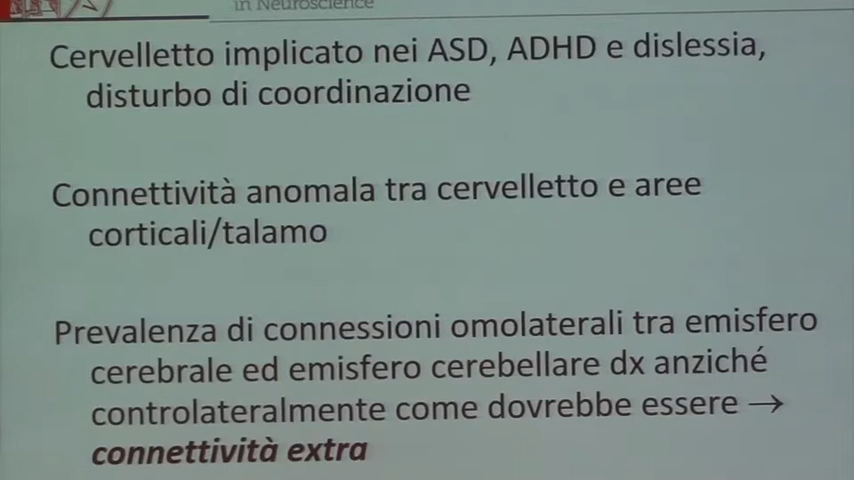 in Neuroscience
Cervelletto implicato nei ASD, ADHD e dislessia,
disturbo di coordinazione
Connettività anomala tra cervelletto e aree
corticali/talamo
Prevalenza di connessioni omolaterali tra emisfero
cerebrale ed emisfero cerebellare dx anziché
controlateralmente come dovrebbe essere →
connettività extra